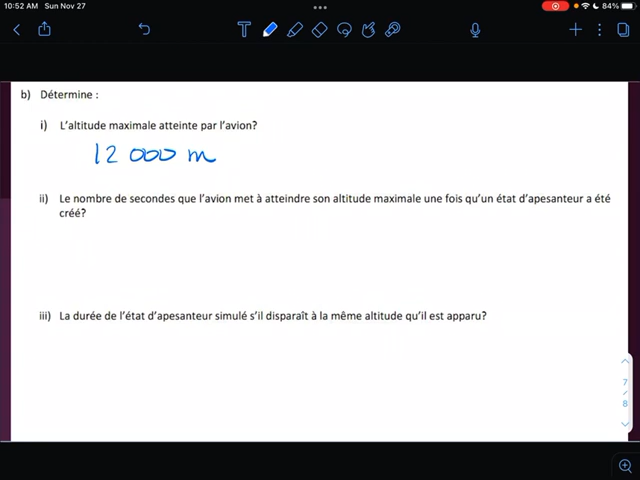 10:52 AM Sun Nov 27
84%
b) Détermine :
i) L'altitude maximale atteinte par l'avion?
12 000 m
ii) Le nombre de secondes que l'avion met à atteindre son altitude maximale une fois qu'un état d'apesanteur a été
créé?
iii) La durée de l'état d'apesanteur simulé s'il disparaît à la même altitude qu'il est apparu?
7
/
8